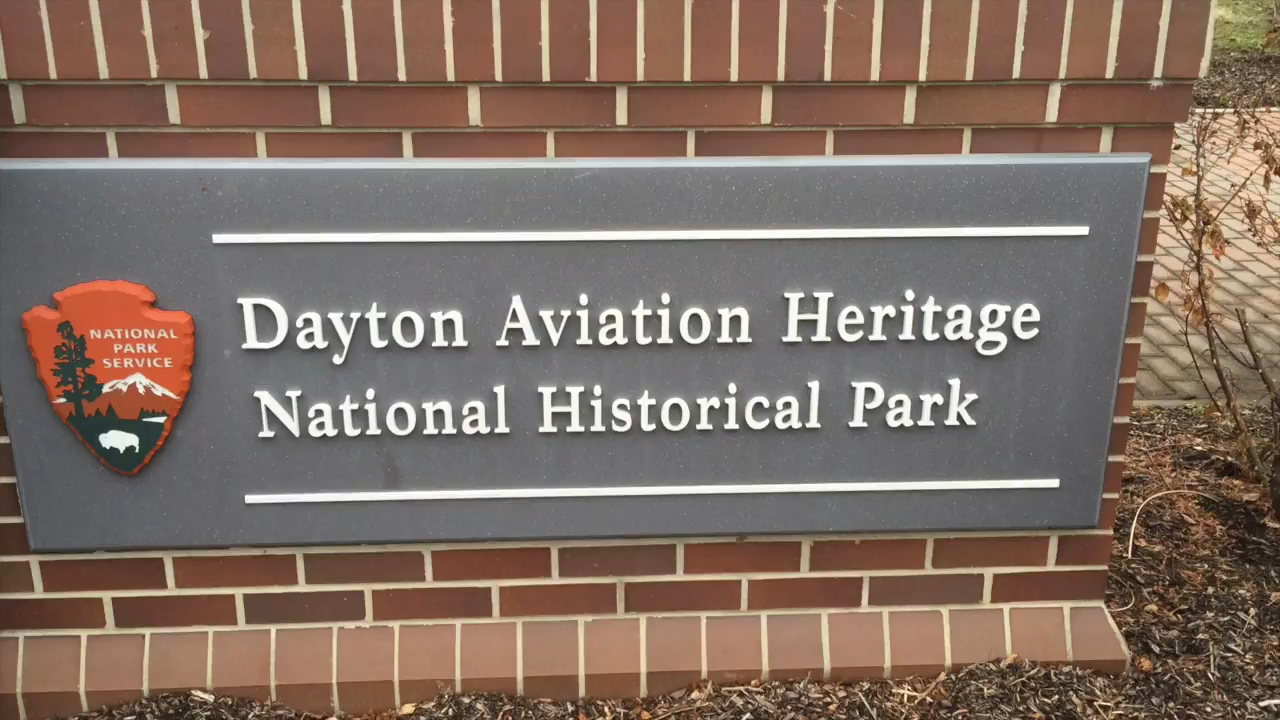 NATIONAL
PARK
SERVICE
Dayton Aviation Heritage
National Historical Park